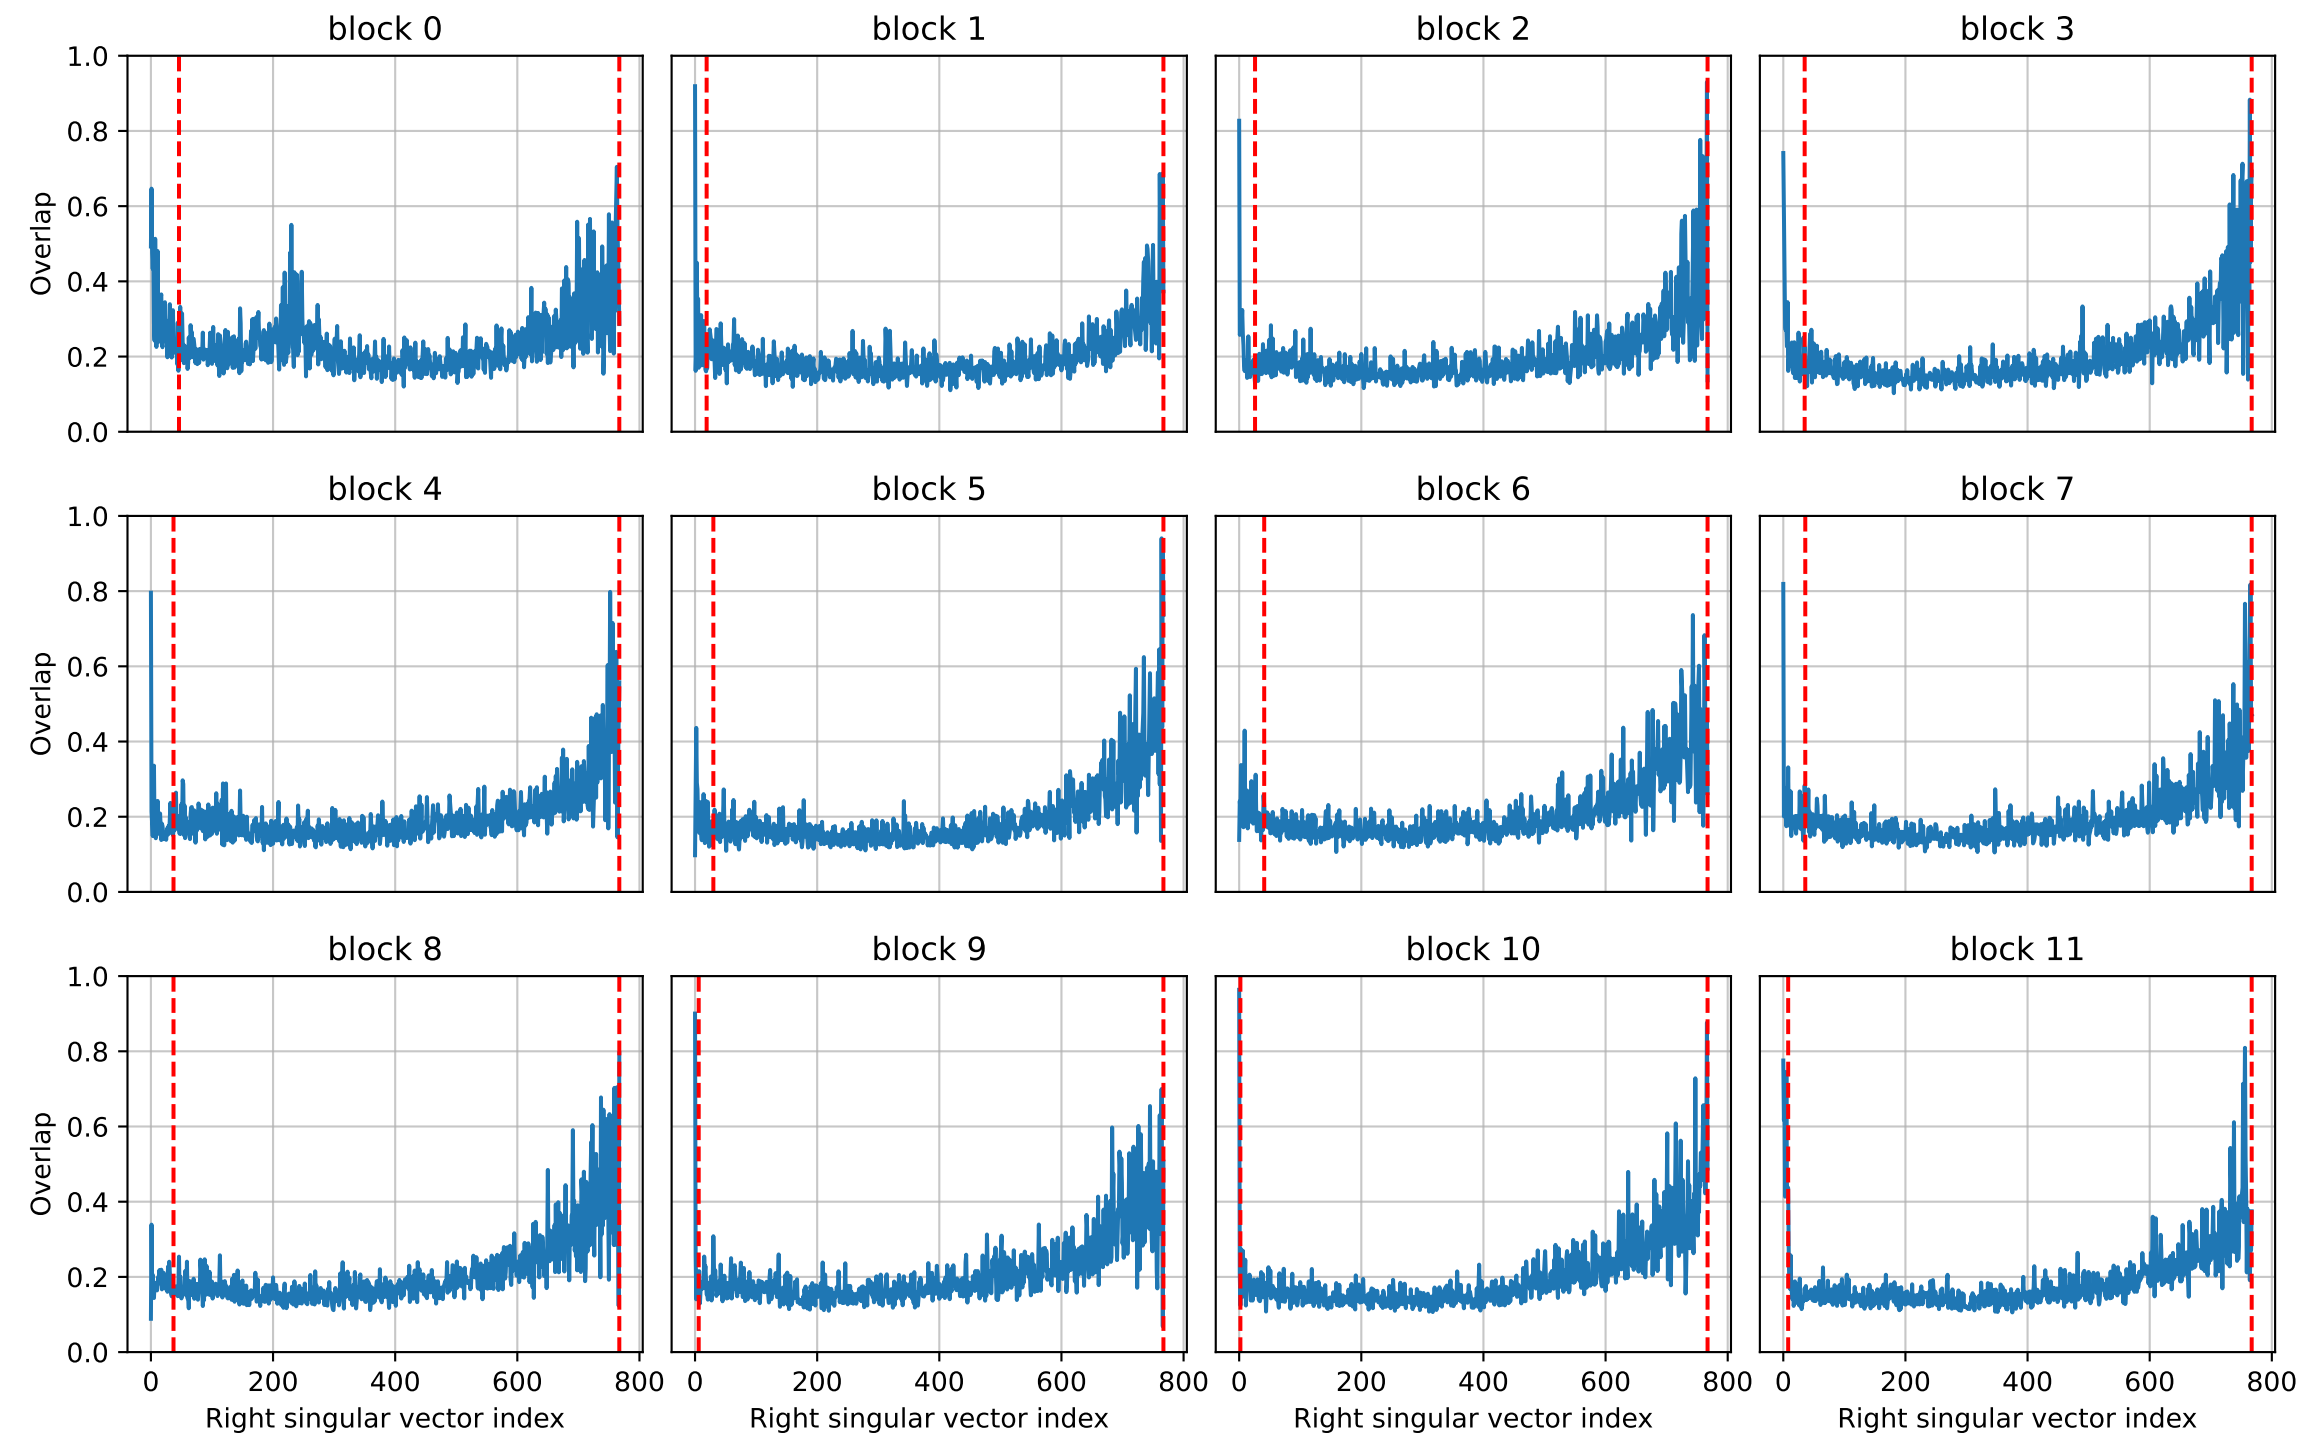 block 0
block 1
block 2
block 3
1.0
0.8
0.6
0.4
0.2
0.0
Overlap
block 4
block 5
block 6
block 7
1.0
0.8
0.6
0.4
0.2
0.0
Overlap
block 8
block 9
block 10
block 11
1.0
0.8
0.6
0.4
0.2
0.0
Overlap
0 200 400 600 800
0 200 400 600 800
0 200 400 600 800
0 200 400 600 800
Right singular vector index
Right singular vector index
Right singular vector index
Right singular vector index